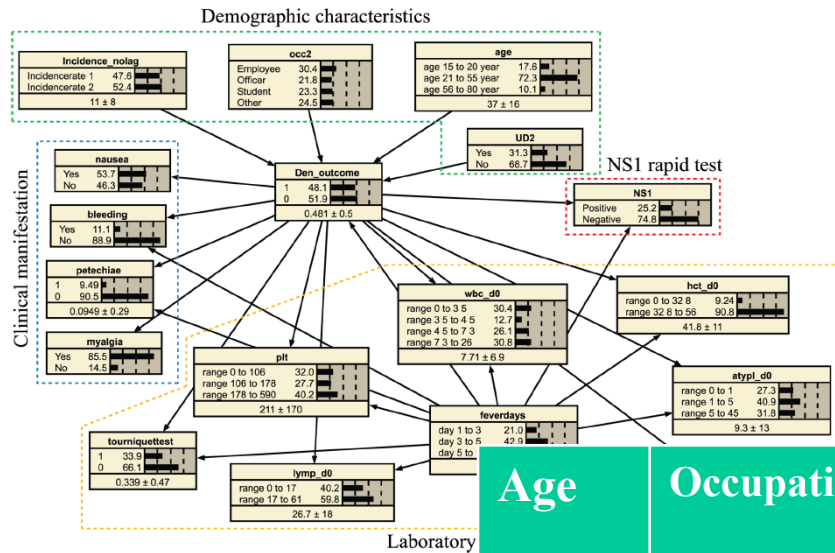 Demographic characteristics
Incidence_nolag
Incidencerate 1 47.6
Incidencerate 2 52.4
11 ± 8
occ2
Employee 30.4
Officer 21.8
Student 23.3
Other 24.5
age
age 15 to 20 year 17.6
age 21 to 55 year 72.3
age 56 to 80 year 10.1
37 ± 16
UD2
Yes 31.3
No 68.7
Clinical manifestation
nausea
Yes 53.7
No 46.3
bleeding
Yes 11.1
No 88.9
petechiae
1 9.49
0 90.5
0.0949 ± 0.29
myalgia
Yes 85.5
No 14.5
Den_outcome
1 48.1
0 51.9
0.481 ± 0.5
NS1 rapid test
NS1
Positive 25.2
Negative 74.8
wbc_d0
range 0 to 3 5 30.4
range 3 5 to 4 5 12.7
range 4 5 to 7 3 26.1
range 7 3 to 26 30.8
7.71 ± 6.9
hct_d0
range 0 to 32 8 9.24
range 32 8 to 56 90.8
41.8 ± 11
plt
range 0 to 106 32.0
range 106 to 178 27.7
range 178 to 590 40.2
211 ± 170
atypl_d0
range 0 to 1 27.3
range 1 to 5 40.9
range 5 to 45 31.8
9.3 ± 13
feverdays
day 1 to 3 21.0
day 3 to 5 42.9
day 5 to
tourniquettest
1 33.9
0 66.1
0.339 ± 0.47
lymp_d0
range 0 to 17 40.2
range 17 to 61 59.8
26.7 ± 18
Laboratory
Age
Occupati